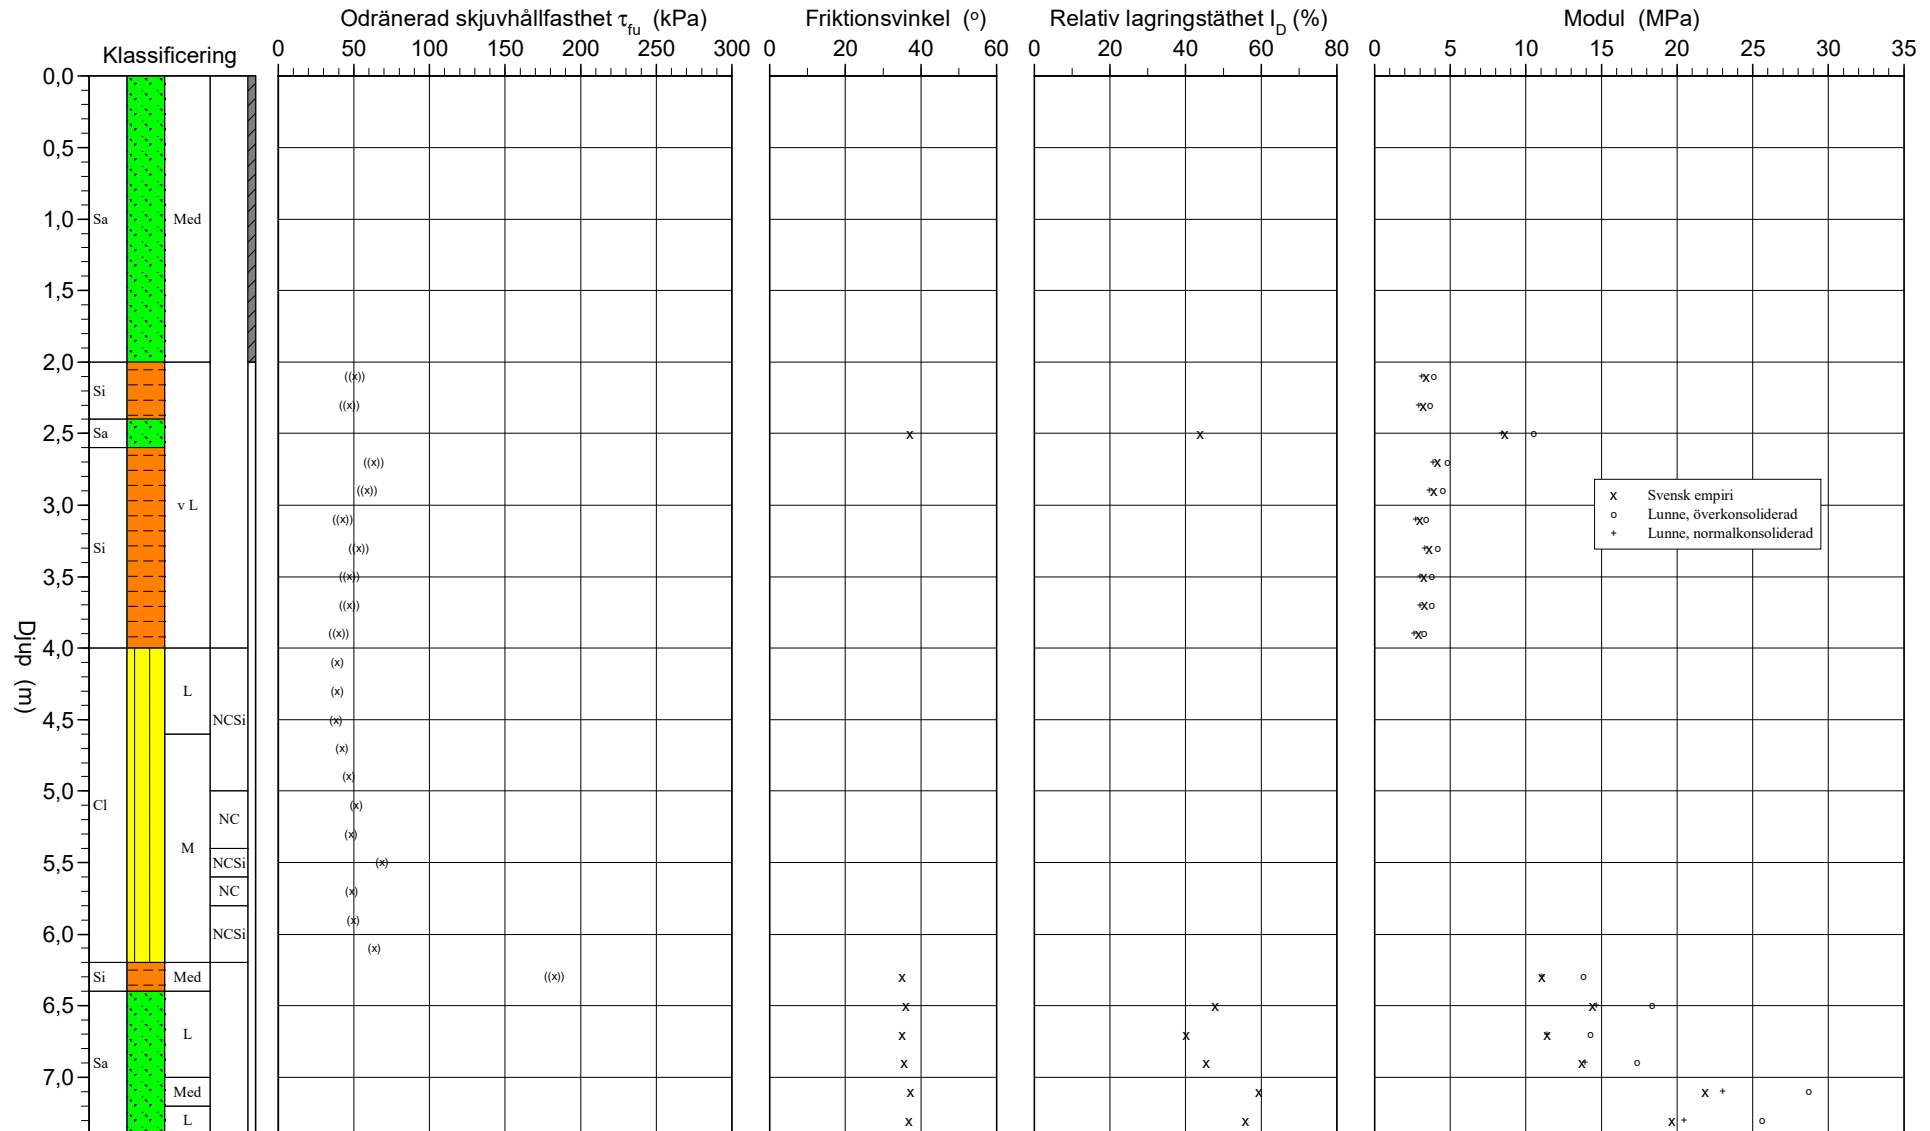 Odränerad skjuvhållfasthet τfu (kPa)
Friktionsvinkel (o)
Relativ lagringstäthet ID (%)
Modul (MPa)
Klassificering
0 50 100 150 200 250 300
0 20 40 60
0 20 40 60 80
0 5 10 15 20 25 30 35
Djup (m)
0,0
0,5
1,0
1,5
2,0
2,5
3,0
3,5
4,0
4,5
5,0
5,5
6,0
6,5
7,0
Sa
Si
Sa
Si
Cl
Si
Sa
Med
v L
L
M
Med
L
Med
L
NCSi
NC
NCSi
NC
NCSi
x Svensk empiri
o Lunne, överkonsoliderad
+ Lunne, normalkonsoliderad